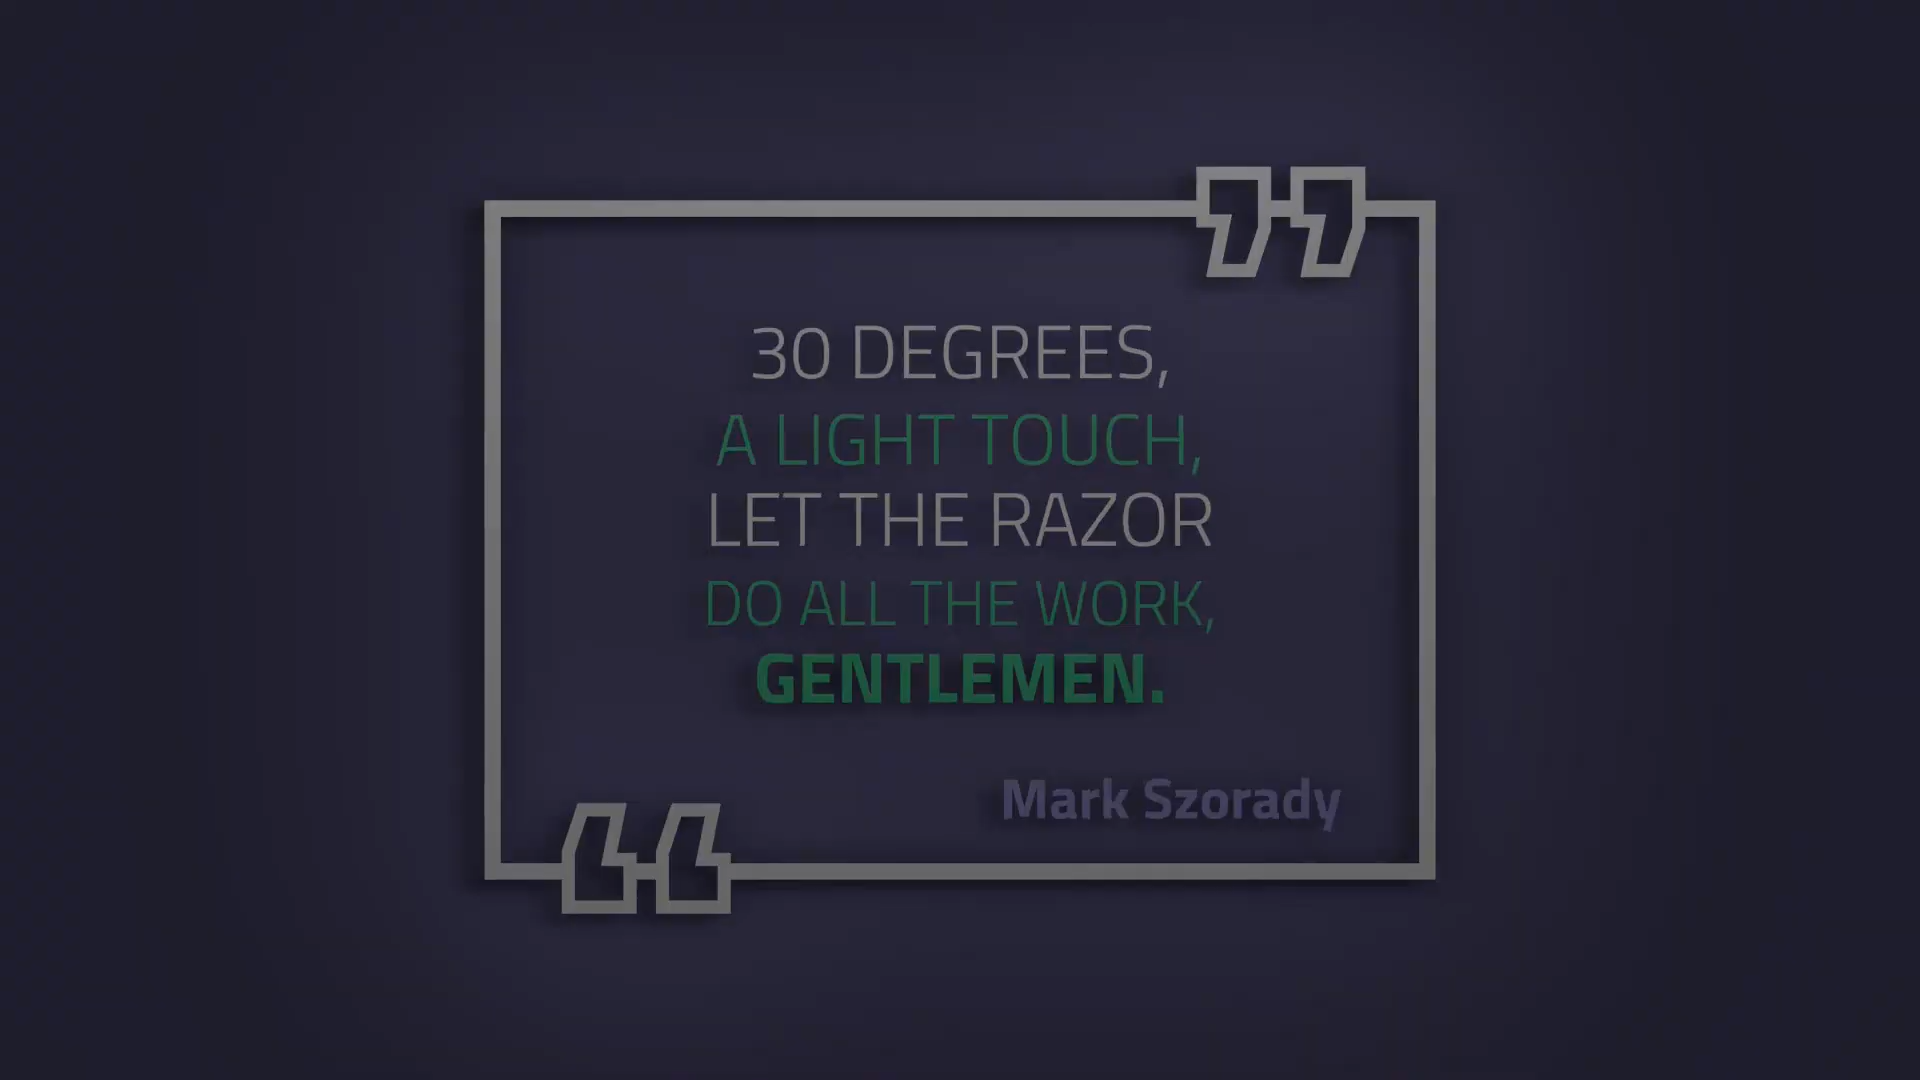 30 DEGREES,
A LIGHT TOUCH,
LET THE RAZOR
DO ALL THE WORK,
GENTLEMEN.
Mark Szorady